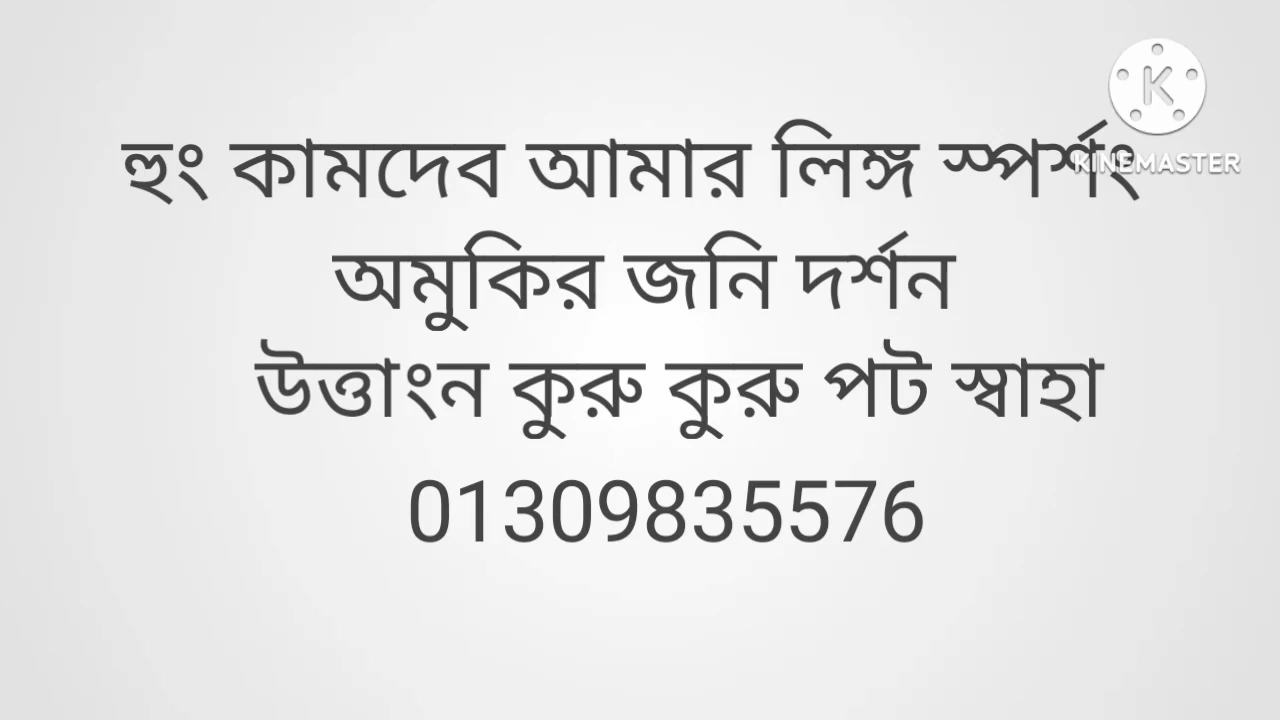 হুং কামদেব আমার লিঙ্গ স্পর্শং
অমুকির জনি দর্শন
উত্তাংন কুরু কুরু পট স্বাহা
01309835576
KINEMASTER